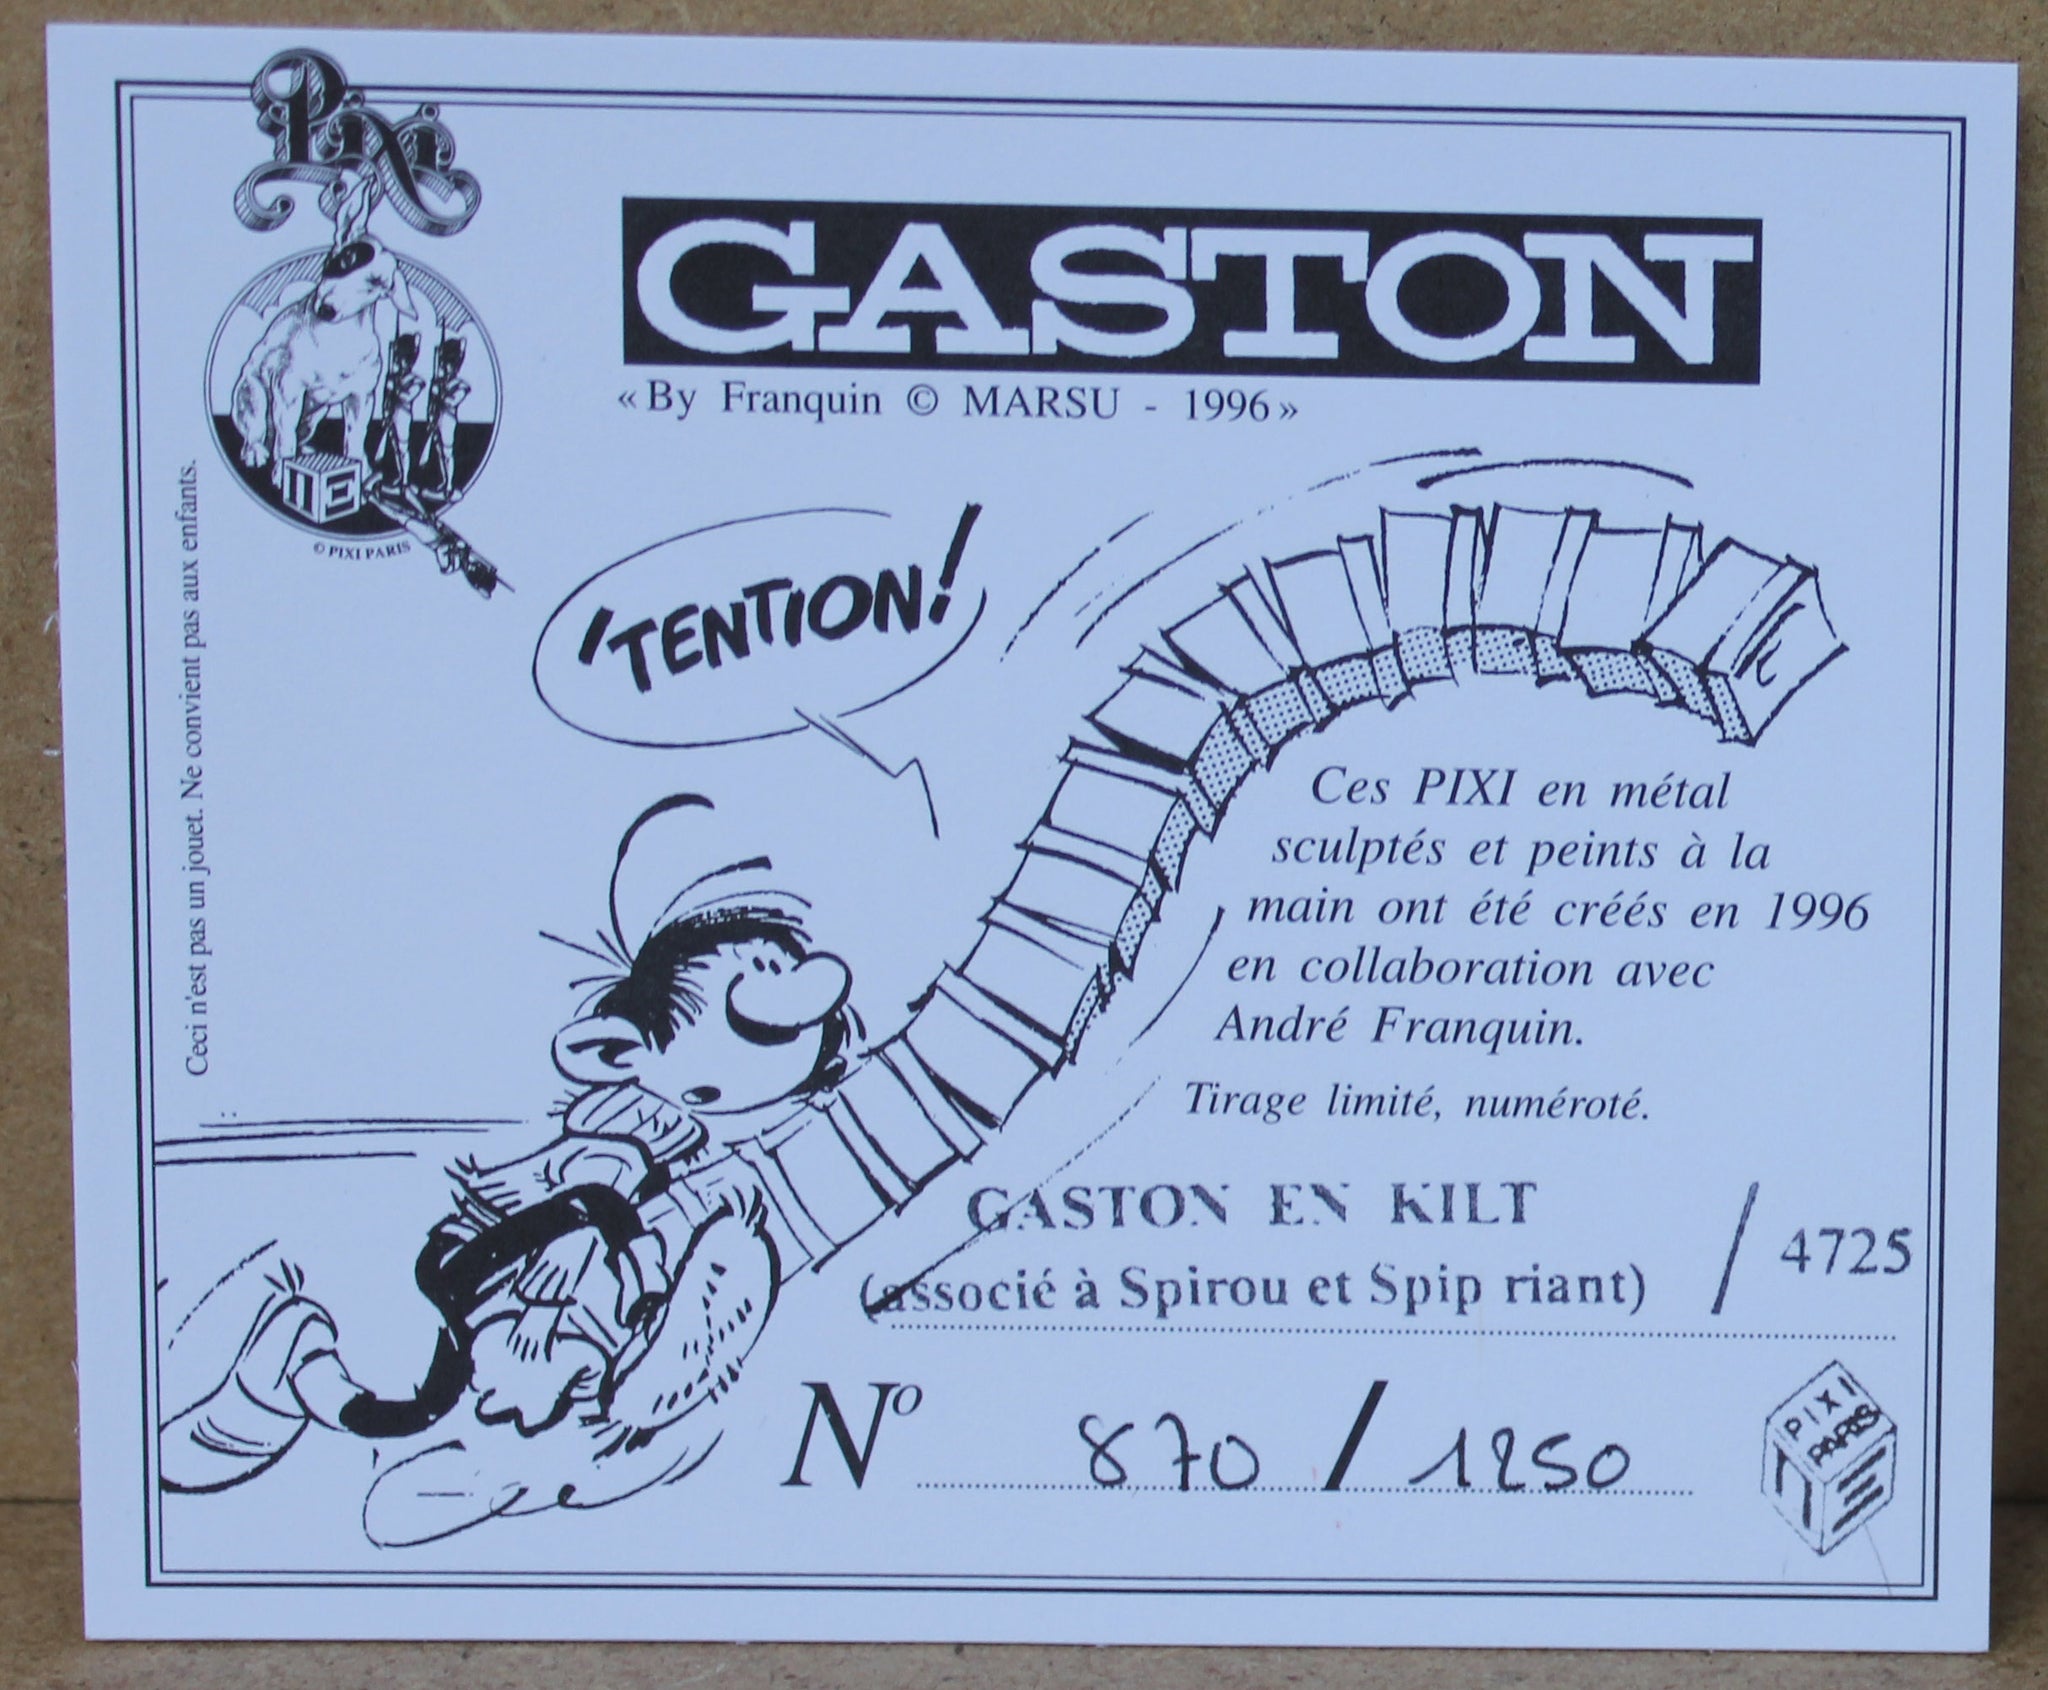 Pixi
© PIXI PARIS
GASTON
« By Franquin © MARSU - 1996 »
Ceci n'est pas un jouet. Ne convient pas aux enfants.
'TENTION!
Ces PIXI en métal
sculptés et peints à la
main ont été créés en 1996
en collaboration avec
André Franquin.
Tirage limité, numéroté.
GASTON EN KILT
(associé à Spirou et Spip riant) / 4725
Nº 870 / 1250
PIXI
PARIS